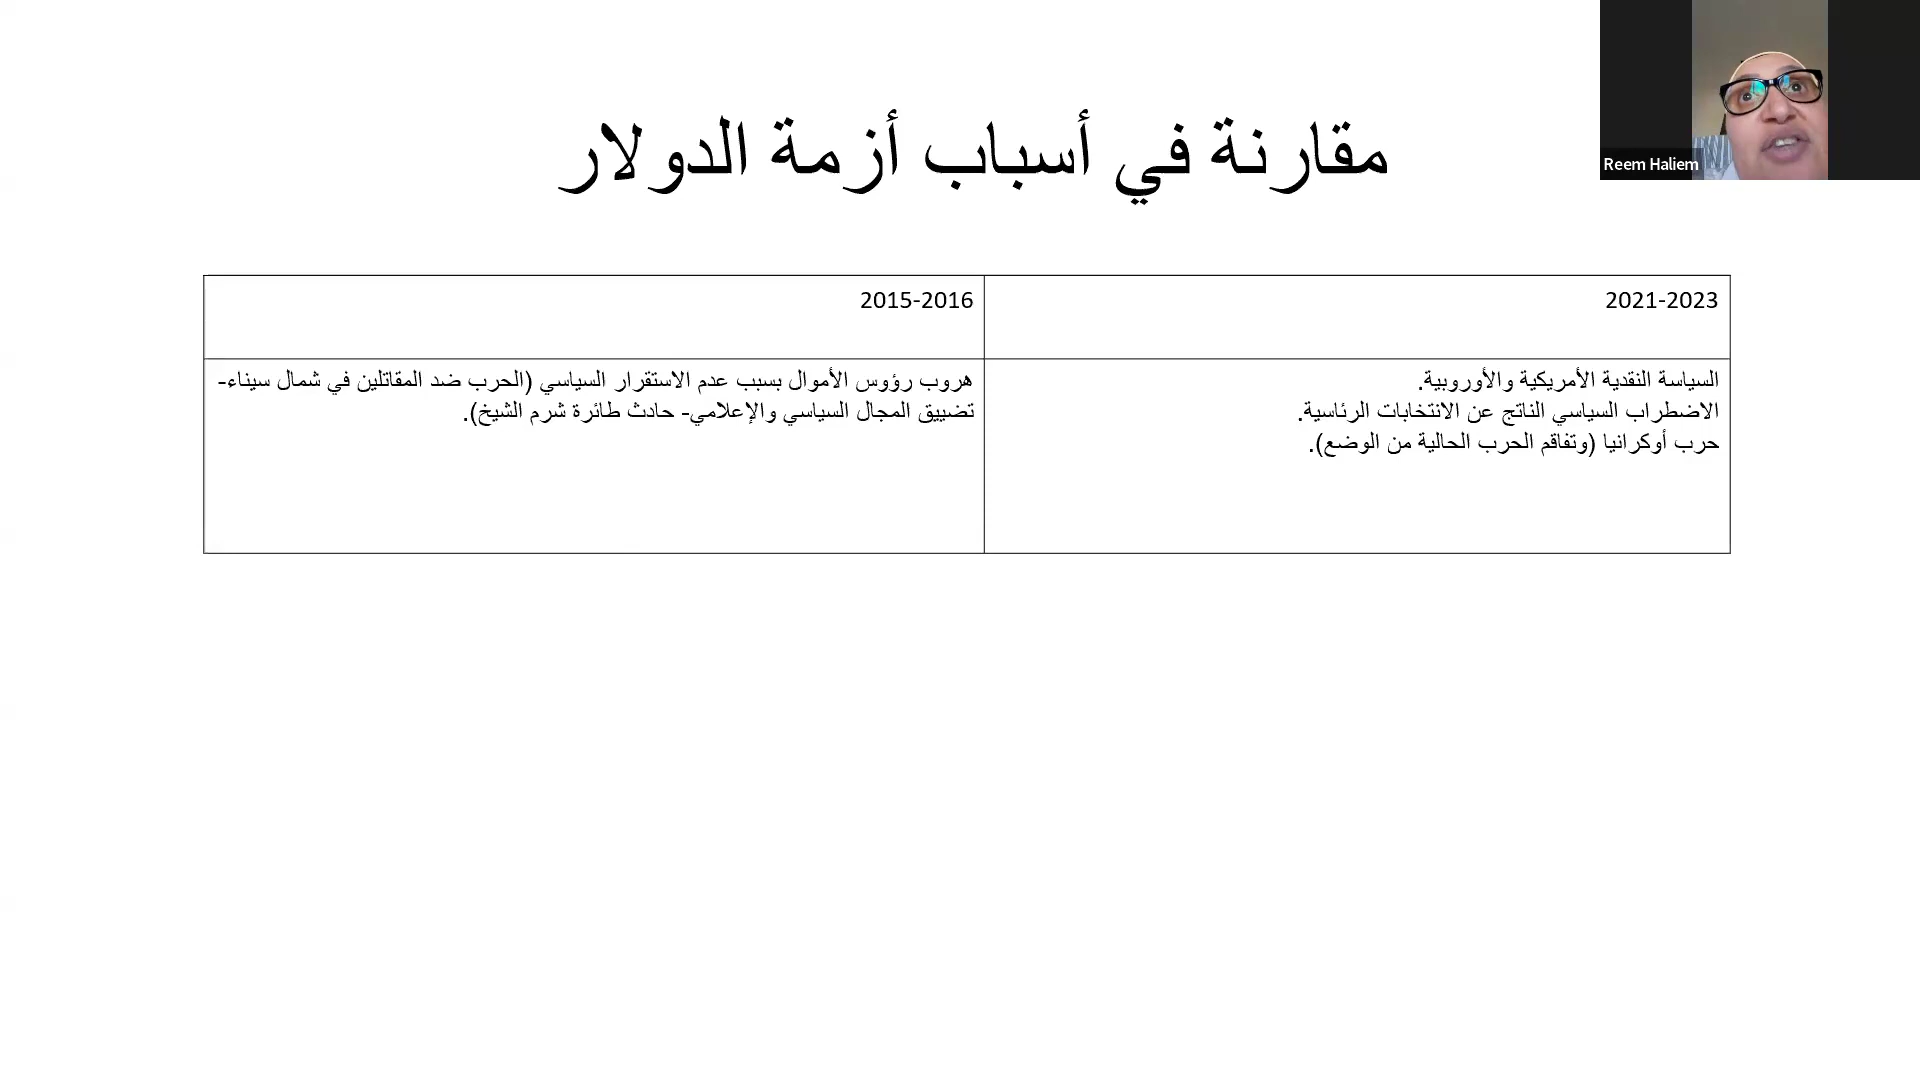 مقارنة في أسباب أزمة الدولار
Reem Haliem
2021-2023
2015-2016
السياسة النقدية الأمريكية والأوروبية.
الاضطراب السياسي الناتج عن الانتخابات الرئاسية.
حرب أوكرانيا (وتفاقم الحرب الحالية من الوضع).
هروب رؤوس الأموال بسبب عدم الاستقرار السياسي (الحرب ضد المقاتلين في شمال سيناء-
تضييق المجال السياسي والإعلامي- حادث طائرة شرم الشيخ).